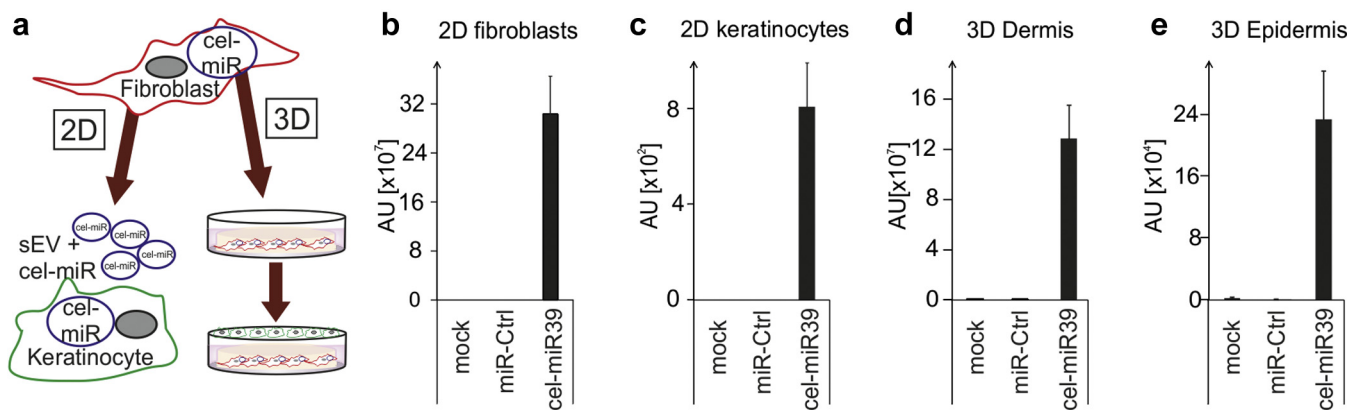 a
cel-
miR
Fibroblast
2D
3D
cel-miR
cel-miR
cel-miR
cel-miR
sEV +
cel-miR
cel-
miR
Keratinocyte
b
2D fibroblasts
AU [x10⁷]
32
24
16
8
0
mock
miR-Ctrl
cel-miR39
c
2D keratinocytes
AU [x10²]
8
4
0
mock
miR-Ctrl
cel-miR39
d
3D Dermis
AU[x10⁷]
16
12
8
4
0
mock
miR-Ctrl
cel-miR39
e
3D Epidermis
AU [x10⁴]
24
16
8
0
mock
miR-Ctrl
cel-miR39